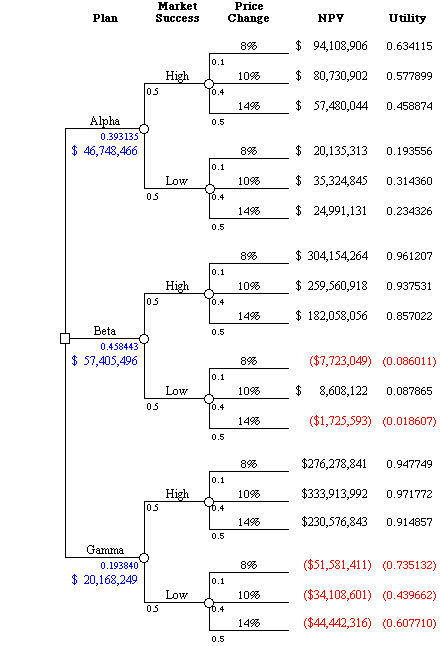 Plan Market Success Price Change NPV Utility
8% $ 94,108,906 0.634115
0.1
High 10% $ 80,730,902 0.577899
0.5 0.4
14% $ 57,480,044 0.458874
0.5
Alpha
0.393135
$ 46,748,466
8% $ 20,135,313 0.193556
0.1
Low 10% $ 35,324,845 0.314360
0.5 0.4
14% $ 24,991,131 0.234326
0.5
8% $ 304,154,264 0.961207
0.1
High 10% $ 259,560,918 0.937531
0.5 0.4
14% $ 182,058,056 0.857022
0.5
Beta
0.458443
$ 57,405,496
8% ($7,723,049) (0.086011)
0.1
Low 10% $ 8,608,122 0.087865
0.5 0.4
14% ($1,725,593) (0.018607)
0.5
8% $276,278,841 0.947749
0.1
High 10% $333,913,992 0.971772
0.5 0.4
14% $230,576,843 0.914857
0.5
Gamma
0.193840
$ 20,168,249
8% ($51,581,411) (0.735132)
0.1
Low 10% ($34,108,601) (0.439662)
0.5 0.4
14% ($44,442,316) (0.607710)
0.5